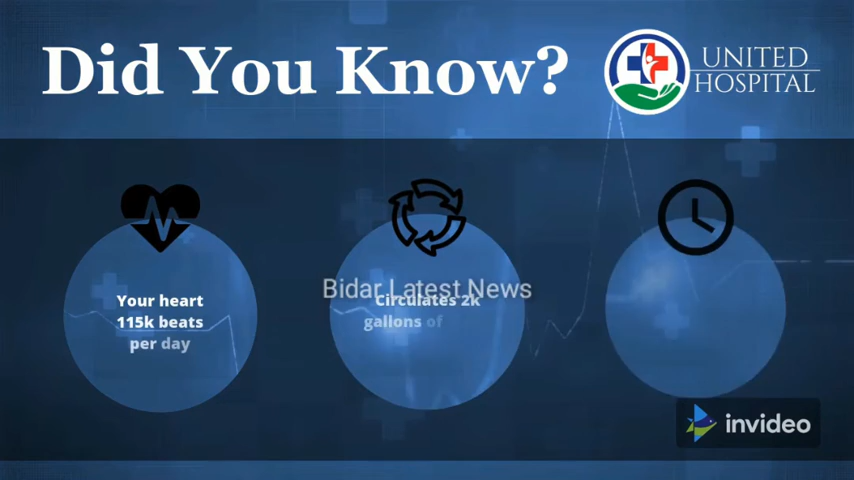 Did You Know?
UNITED
HOSPITAL
Your heart
115k beats
per day
Bidar Latest News
Circulates 2k
gallons of
invideo